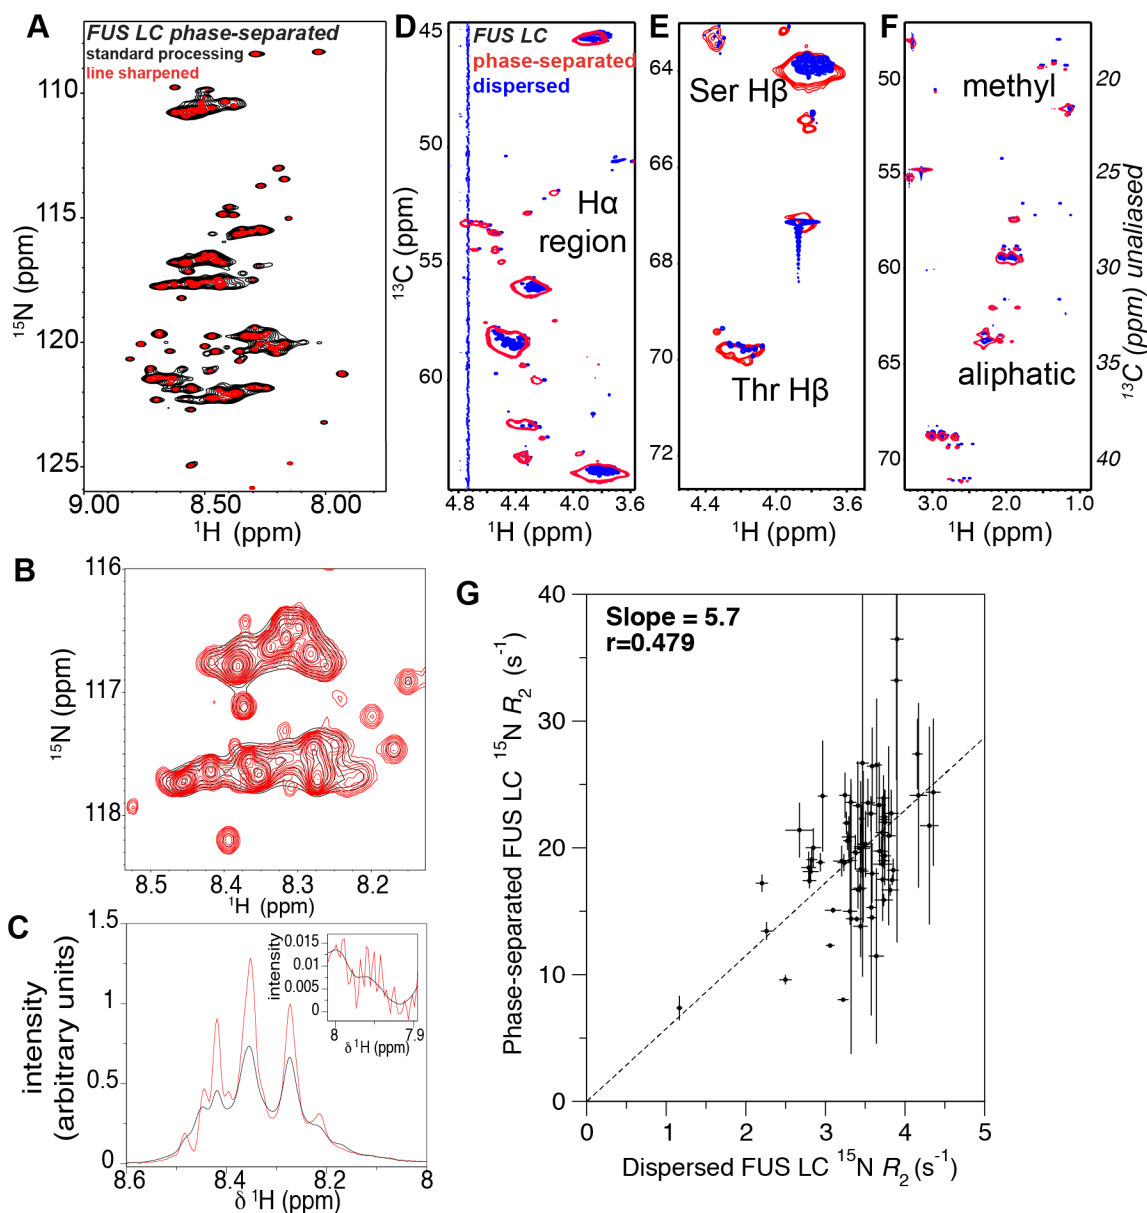 A
FUS LC phase-separated
standard processing
line sharpened
110
115
120
125
15N (ppm)
9.00
8.50
8.00
1H (ppm)
D
FUS LC
phase-separated
dispersed
45
50
55
60
13C (ppm)
Hα
region
4.8
4.0
3.6
1H (ppm)
E
64
66
68
70
72
Ser Hβ
Thr Hβ
4.4
3.6
1H (ppm)
F
50
55
60
65
70
methyl
aliphatic
20
25
30
35
40
13C (ppm) unaliased
3.0
2.0
1.0
1H (ppm)
B
116
117
118
15N (ppm)
8.5
8.4
8.3
8.2
1H (ppm)
C
1.5
1
0.5
0
intensity
(arbitrary units)
8.6
8.4
8.2
8
δ 1H (ppm)
0.015
0.01
0.005
0
intensity
8
7.9
δ 1H (ppm)
G
Slope = 5.7
r=0.479
40
30
20
10
0
Phase-separated FUS LC 15N R2 (s-1)
0
1
2
3
4
5
Dispersed FUS LC 15N R2 (s-1)